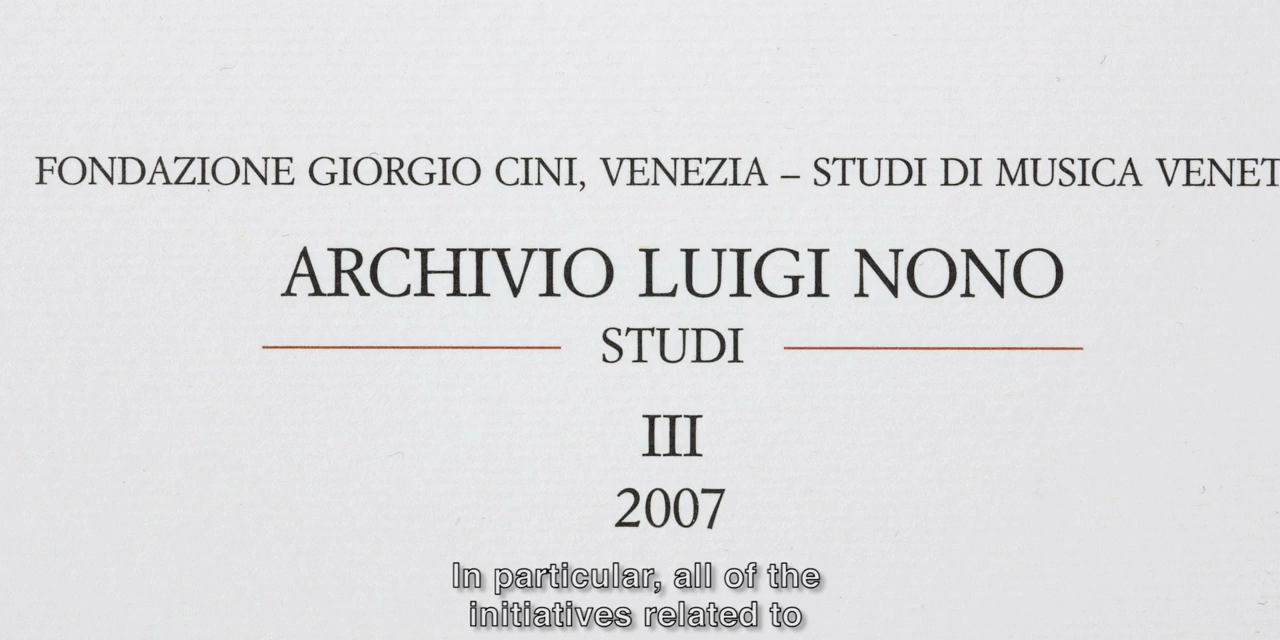 FONDAZIONE GIORGIO CINI, VENEZIA – STUDI DI MUSICA VENET
ARCHIVIO LUIGI NONO
STUDI
III
2007
In particular, all of the
initiatives related to